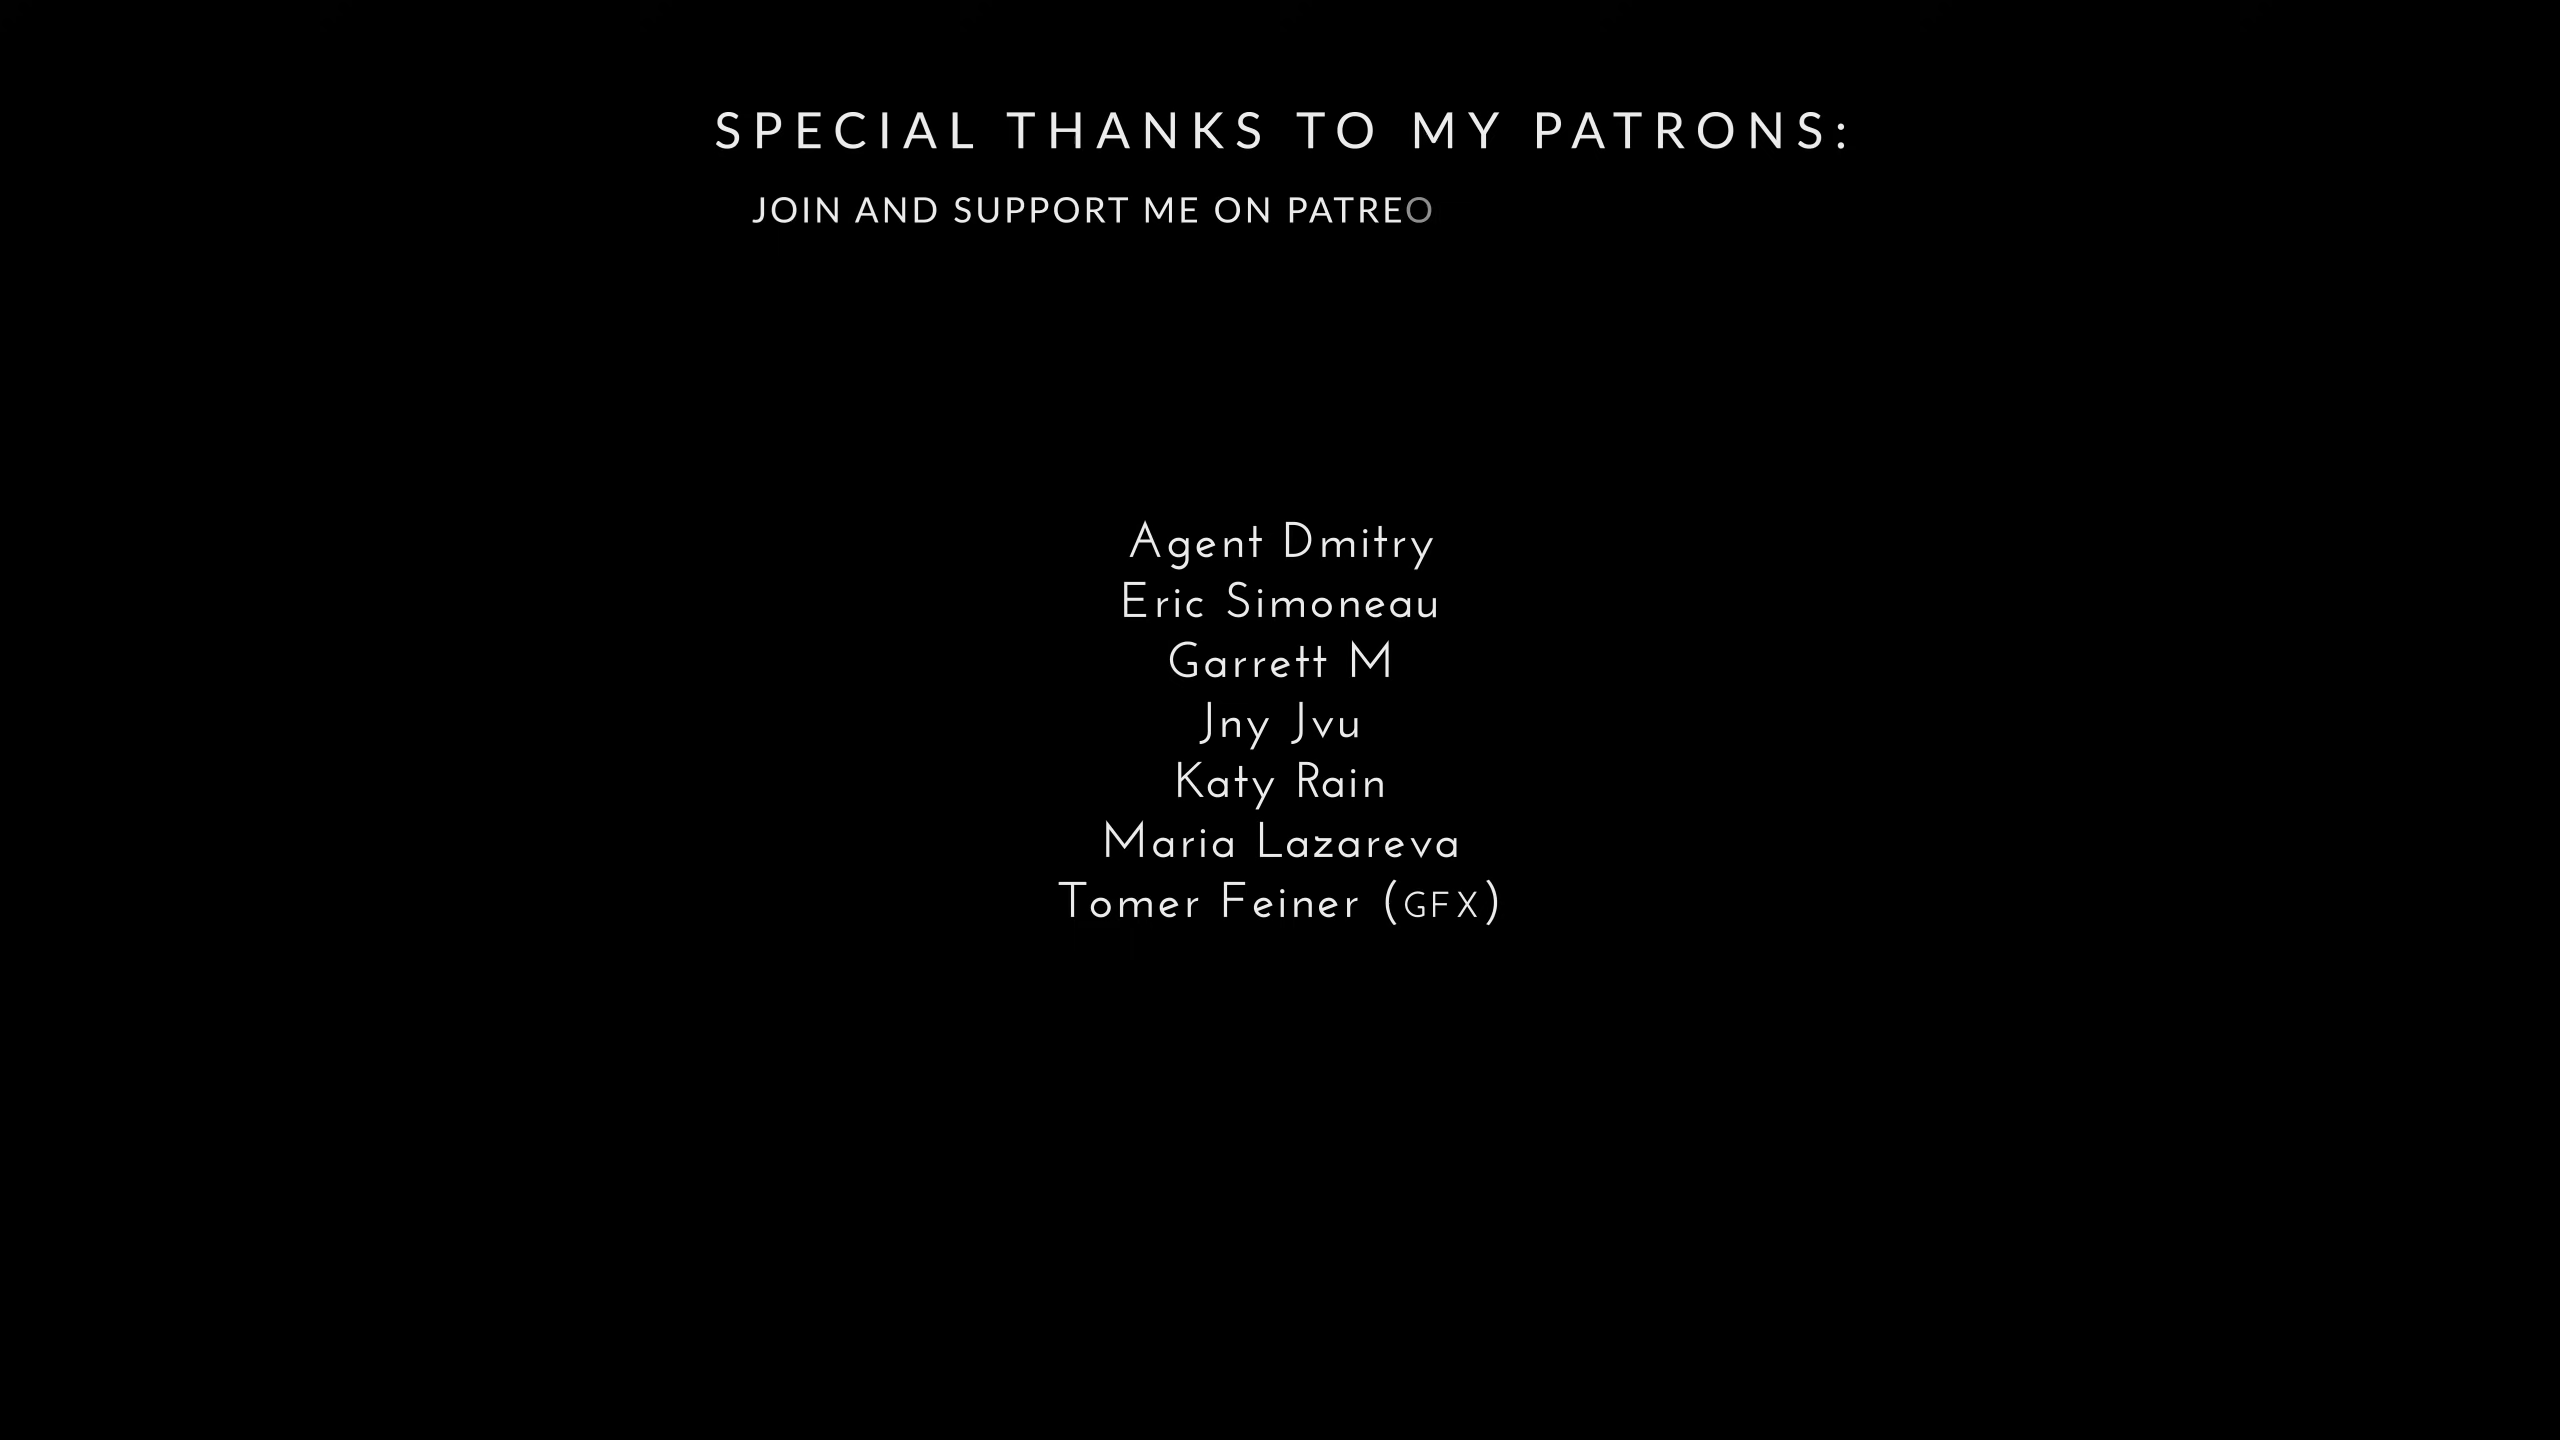 SPECIAL THANKS TO MY PATRONS:
JOIN AND SUPPORT ME ON PATREO
Agent Dmitry
Eric Simoneau
Garrett M
Jny Jvu
Katy Rain
Maria Lazareva
Tomer Feiner (GFX)